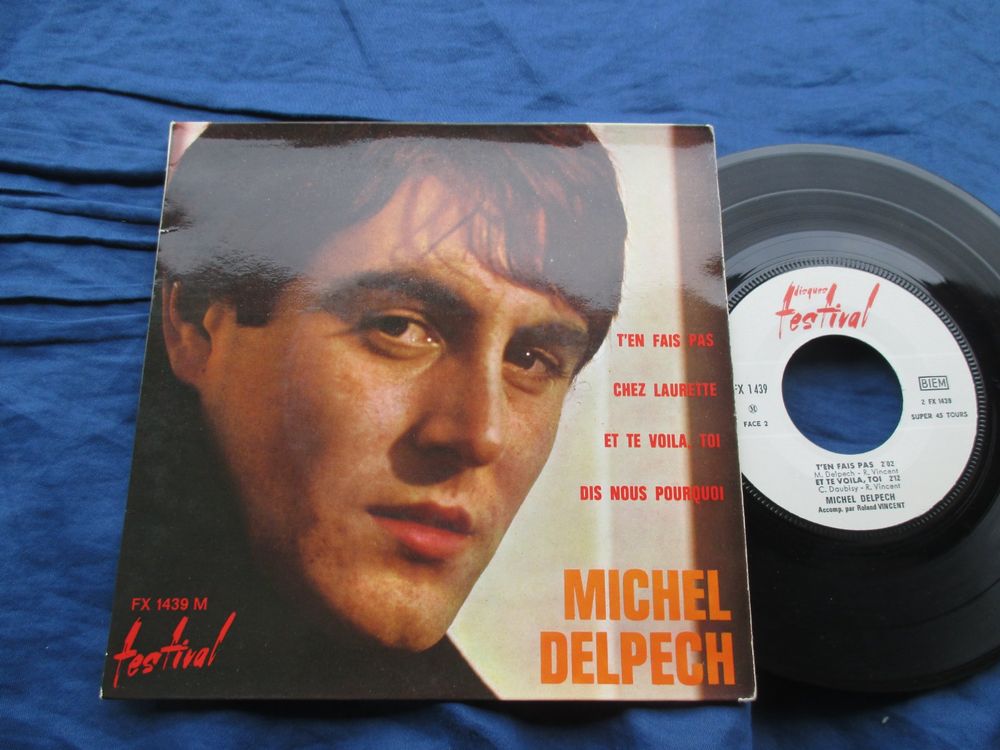 T'EN FAIS PAS
CHEZ LAURETTE
ET TE VOILA, TOI
DIS NOUS POURQUOI
MICHEL
DELPECH
FX 1439 M
festival
disques
festival
FX 1439
BIEM
2 FX 1439
SUPER 45 TOURS
FACE 2
T'EN FAIS PAS 2'02
M. Delpech - R. Vincent
ET TE VOILA, TOI 2'12
C. Daubisy - R. Vincent
MICHEL DELPECH
Accomp. par Roland VINCENT